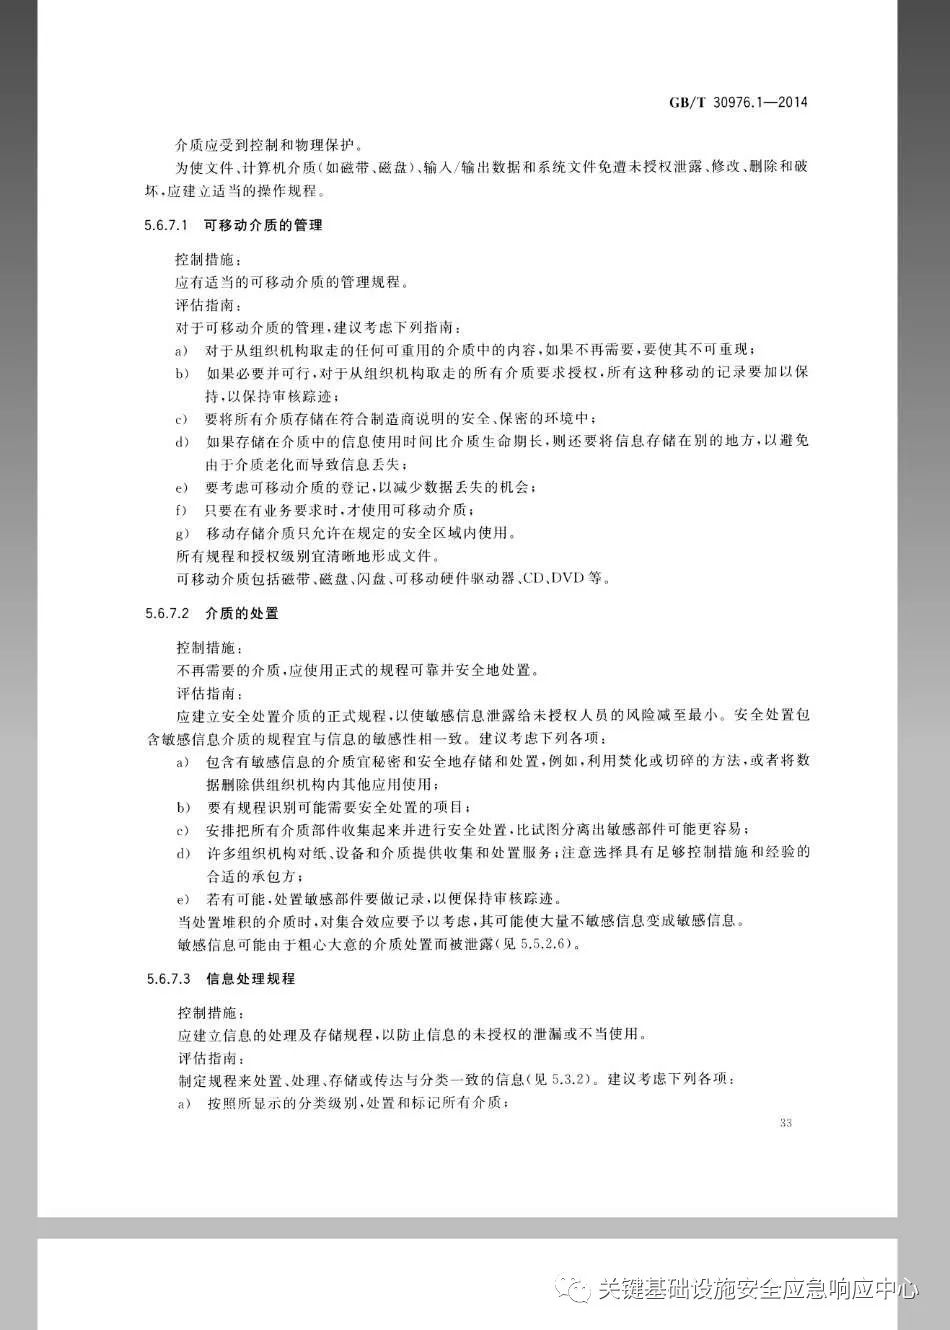 GB/T 30976.1—2014
介质应受到控制和物理保护。
为使文件、计算机介质(如磁带、磁盘)、输入/输出数据和系统文件免遭未授权泄露、修改、删除和破
坏,应建立适当的操作规程。
5.6.7.1 可移动介质的管理
控制措施:
应有适当的可移动介质的管理规程。
评估指南:
对于可移动介质的管理,建议考虑下列指南:
a) 对于从组织机构取走的任何可重用的介质中的内容,如果不再需要,要使其不可重现;
b) 如果必要并可行,对于从组织机构取走的所有介质要求授权,所有这种移动的记录要加以保
持,以保持审核踪迹;
c) 要将所有介质存储在符合制造商说明的安全、保密的环境中;
d) 如果存储在介质中的信息使用时间比介质生命期长,则还要将信息存储在别的地方,以避免
由于介质老化而导致信息丢失;
e) 要考虑可移动介质的登记,以减少数据丢失的机会;
f) 只要在有业务要求时,才使用可移动介质;
g) 移动存储介质只允许在规定的安全区域内使用。
所有规程和授权级别宜清晰地形成文件。
可移动介质包括磁带、磁盘、闪盘、可移动硬件驱动器、CD、DVD 等。
5.6.7.2 介质的处置
控制措施:
不再需要的介质,应使用正式的规程可靠并安全地处置。
评估指南:
应建立安全处置介质的正式规程,以使敏感信息泄露给未授权人员的风险减至最小。安全处置包
含敏感信息介质的规程宜与信息的敏感性相一致。建议考虑下列各项:
a) 包含有敏感信息的介质宜秘密和安全地存储和处置,例如,利用焚化或切碎的方法,或者将数
据删除供组织机构内其他应用使用;
b) 要有规程识别可能需要安全处置的项目;
c) 安排把所有介质部件收集起来并进行安全处置,比试图分离出敏感部件可能更容易;
d) 许多组织机构对纸、设备和介质提供收集和处置服务;注意选择具有足够控制措施和经验的
合适的承包方;
e) 若有可能,处置敏感部件要做记录,以便保持审核踪迹。
当处置堆积的介质时,对集合效应要予以考虑,其可能使大量不敏感信息变成敏感信息。
敏感信息可能由于粗心大意的介质处置而被泄露(见 5.5.2.6)。
5.6.7.3 信息处理规程
控制措施:
应建立信息的处理及存储规程,以防止信息的未授权的泄漏或不当使用。
评估指南:
制定规程来处置、处理、存储或传达与分类一致的信息(见 5.3.2)。建议考虑下列各项:
a) 按照所显示的分类级别,处置和标记所有介质;
33
关键基础设施安全应急响应中心